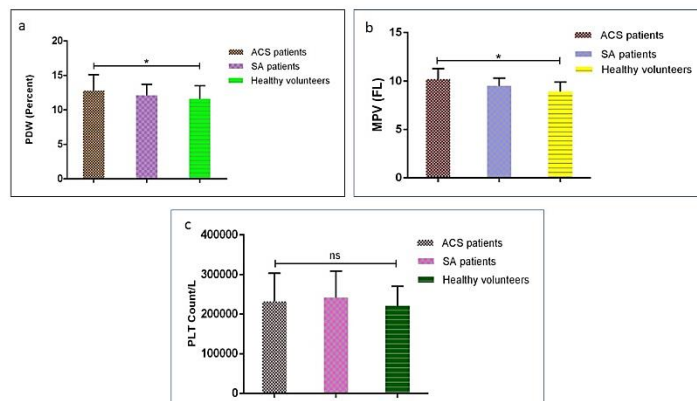 a
PDW (Percent)
20
15
10
5
0
*
ACS patients
SA patients
Healthy volunteers
b
MPV (FL)
15
10
5
0
*
ACS patients
SA patients
Healthy volunteers
c
PLT Count/L
400000
300000
200000
100000
0
ns
ACS patients
SA patients
Healthy volunteers